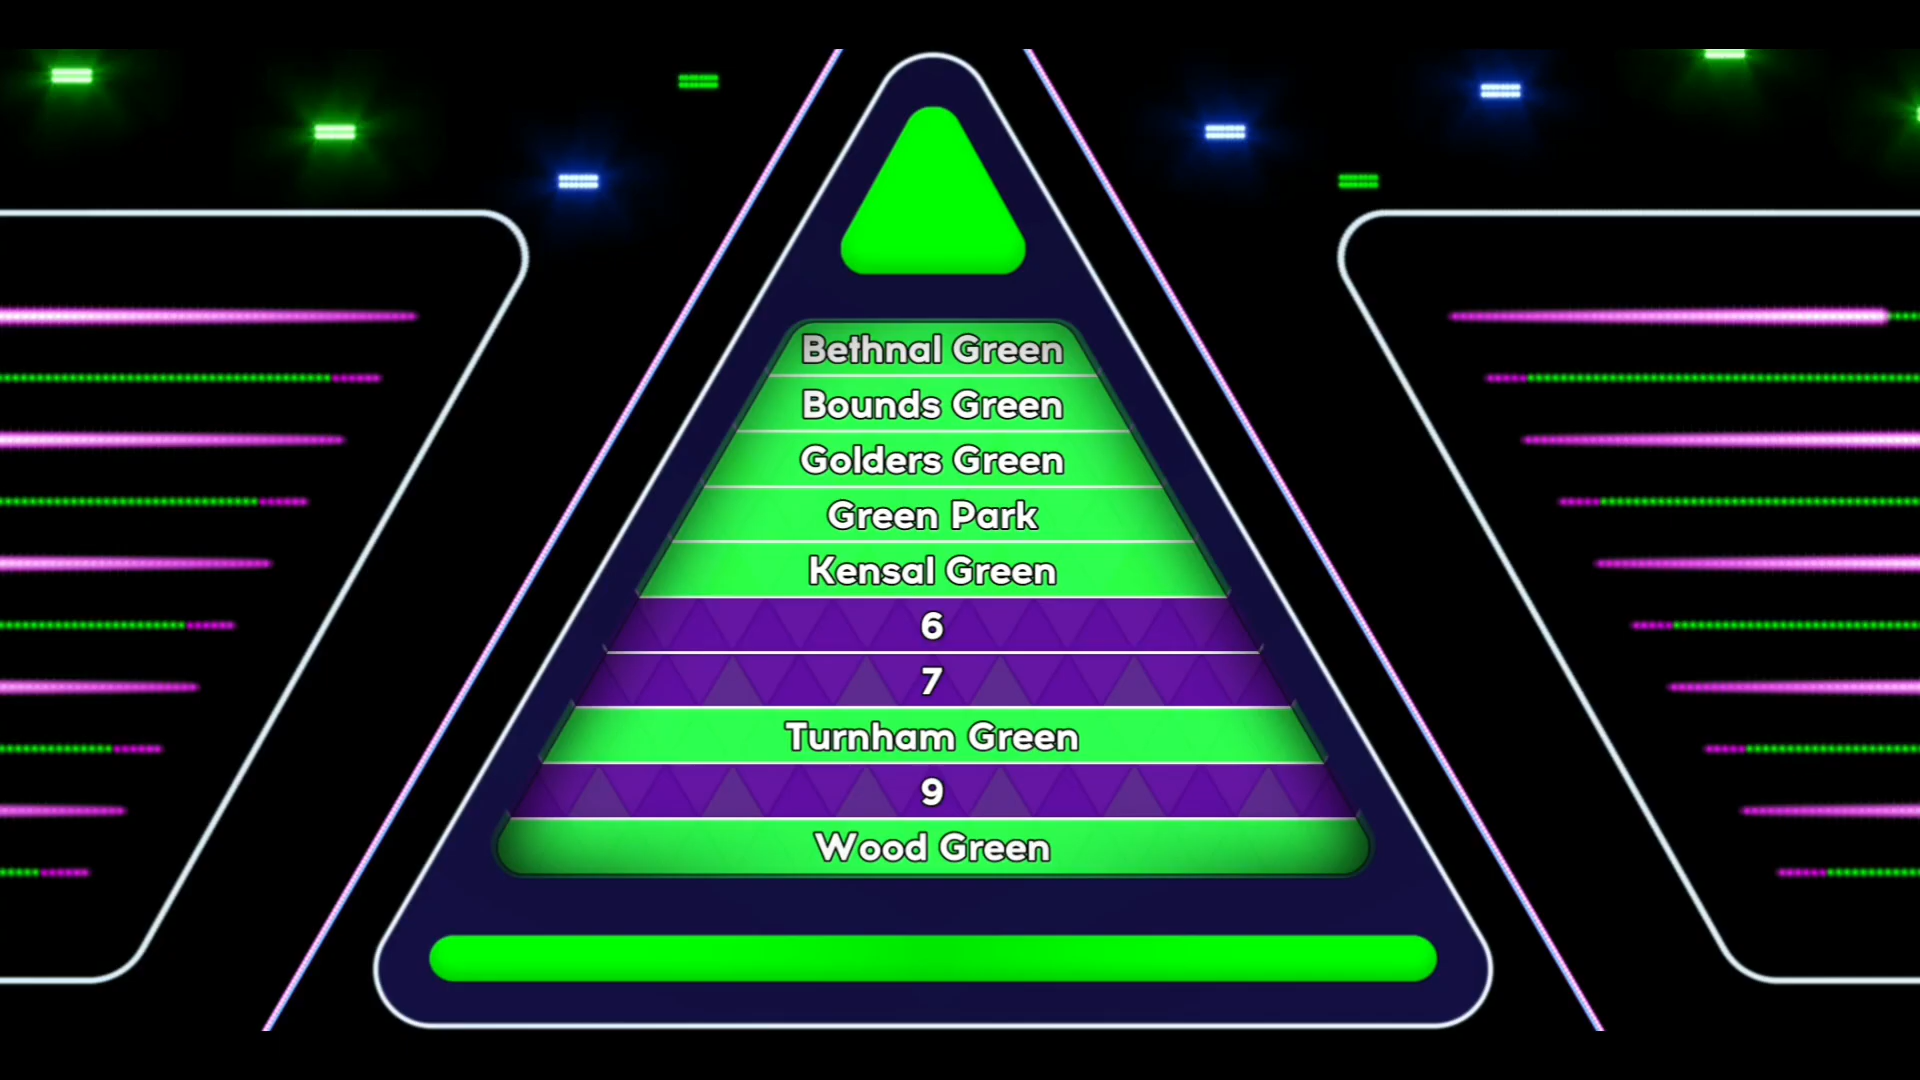 Bethnal Green
Bounds Green
Golders Green
Green Park
Kensal Green
6
7
Turnham Green
9
Wood Green